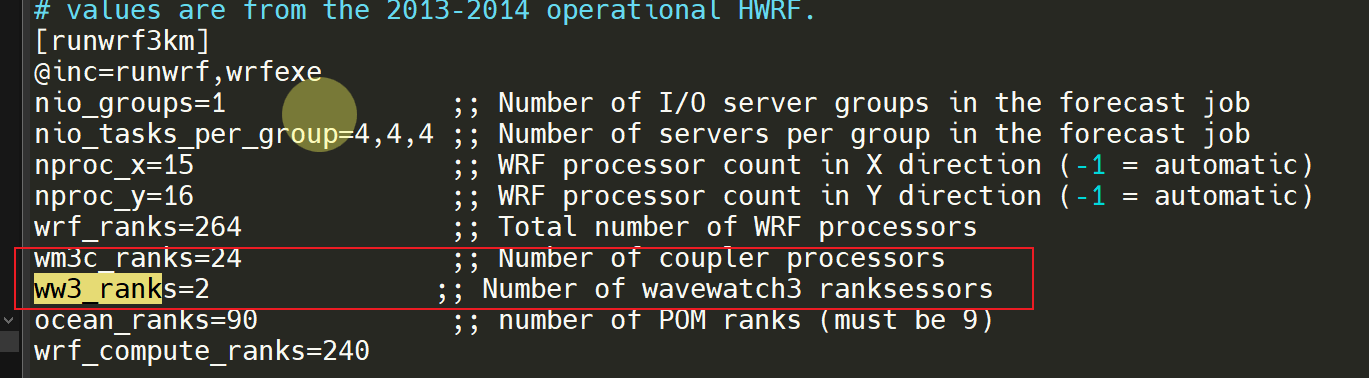 # values are from the 2013-2014 operational HWRF.
[runwrf3km]
@inc=runwrf,wrfexe
nio_groups=1 ;; Number of I/O server groups in the forecast job
nio_tasks_per_group=4,4,4 ;; Number of servers per group in the forecast job
nproc_x=15 ;; WRF processor count in X direction (-1 = automatic)
nproc_y=16 ;; WRF processor count in Y direction (-1 = automatic)
wrf_ranks=264 ;; Total number of WRF processors
wm3c_ranks=24 ;; Number of coupler processors
ww3_ranks=2 ;; Number of wavewatch3 ranksessors
ocean_ranks=90 ;; number of POM ranks (must be 9)
wrf_compute_ranks=240